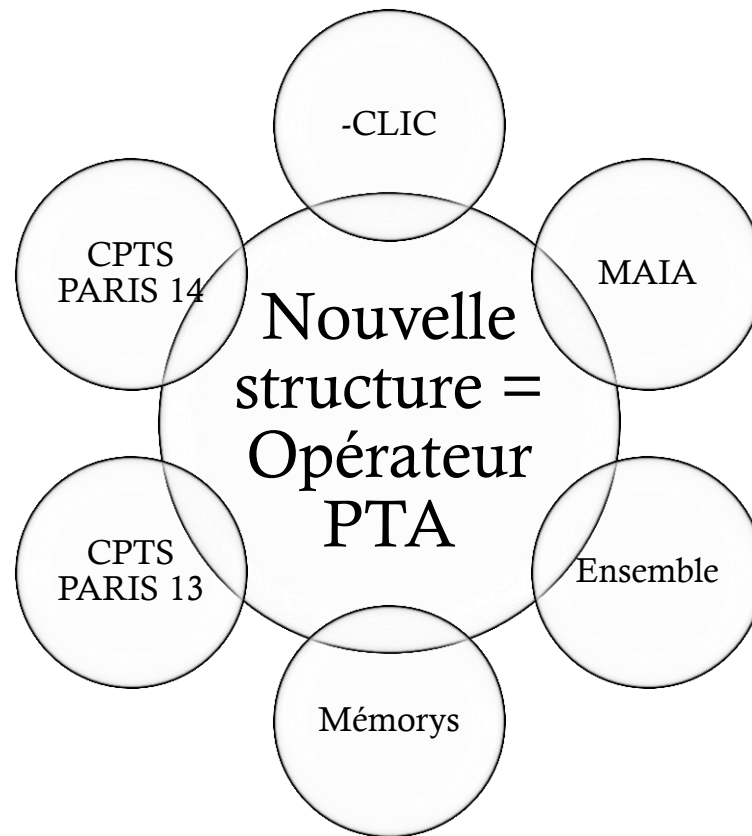 -CLIC
CPTS
PARIS 14
MAIA
Nouvelle
structure =
Opérateur
PTA
CPTS
PARIS 13
Ensemble
Mémorys